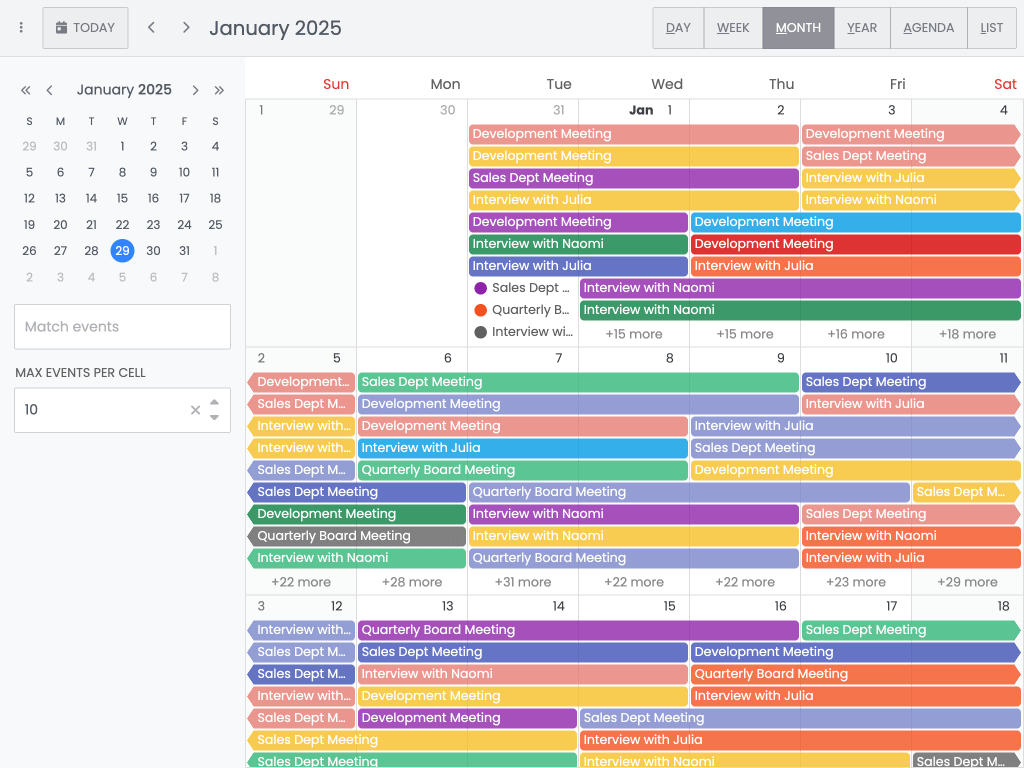 TODAY
January 2025
DAY WEEK MONTH YEAR AGENDA LIST
« ‹ January 2025 › »
S M T W T F S
29 30 31 1 2 3 4
5 6 7 8 9 10 11
12 13 14 15 16 17 18
19 20 21 22 23 24 25
26 27 28 29 30 31 1
2 3 4 5 6 7 8
Match events
MAX EVENTS PER CELL
10
Sun Mon Tue Wed Thu Fri Sat
1 29 30 31 Jan 1 2 3 4
Development Meeting Development Meeting
Development Meeting Sales Dept Meeting
Sales Dept Meeting Interview with Julia
Interview with Julia Interview with Naomi
Development Meeting Development Meeting
Interview with Naomi Development Meeting
Interview with Julia Interview with Julia
Sales Dept ... Interview with Naomi
Quarterly B... Interview with Naomi
Interview wi... +15 more +15 more +16 more +18 more
2 5 6 7 8 9 10 11
Development... Sales Dept Meeting Sales Dept Meeting
Sales Dept M... Development Meeting Interview with Julia
Interview with... Development Meeting Interview with Julia
Interview with... Interview with Julia Sales Dept Meeting
Sales Dept M... Quarterly Board Meeting Development Meeting
Sales Dept Meeting Quarterly Board Meeting Sales Dept M...
Development Meeting Interview with Naomi Sales Dept Meeting
Quarterly Board Meeting Interview with Naomi Interview with Naomi
Interview with Naomi Quarterly Board Meeting Interview with Julia
+22 more +28 more +31 more +22 more +22 more +23 more +29 more
3 12 13 14 15 16 17 18
Interview with... Quarterly Board Meeting Sales Dept Meeting
Sales Dept M... Sales Dept Meeting Development Meeting
Sales Dept M... Interview with Naomi Quarterly Board Meeting
Interview with... Development Meeting Interview with Julia
Sales Dept M... Development Meeting Sales Dept Meeting
Sales Dept Meeting Interview with Julia
Sales Dept Meeting Interview with Naomi Sales Dept M...